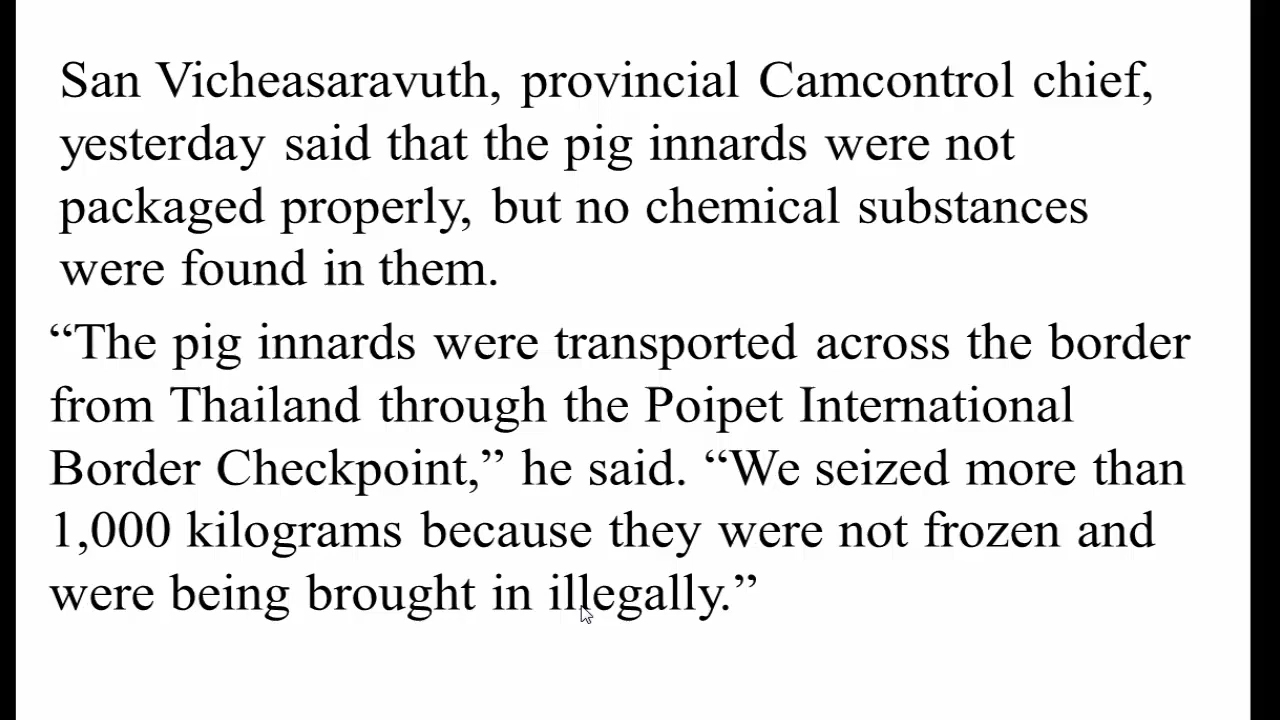 San Vicheasaravuth, provincial Camcontrol chief,
yesterday said that the pig innards were not
packaged properly, but no chemical substances
were found in them.
“The pig innards were transported across the border
from Thailand through the Poipet International
Border Checkpoint,” he said. “We seized more than
1,000 kilograms because they were not frozen and
were being brought in illegally.”